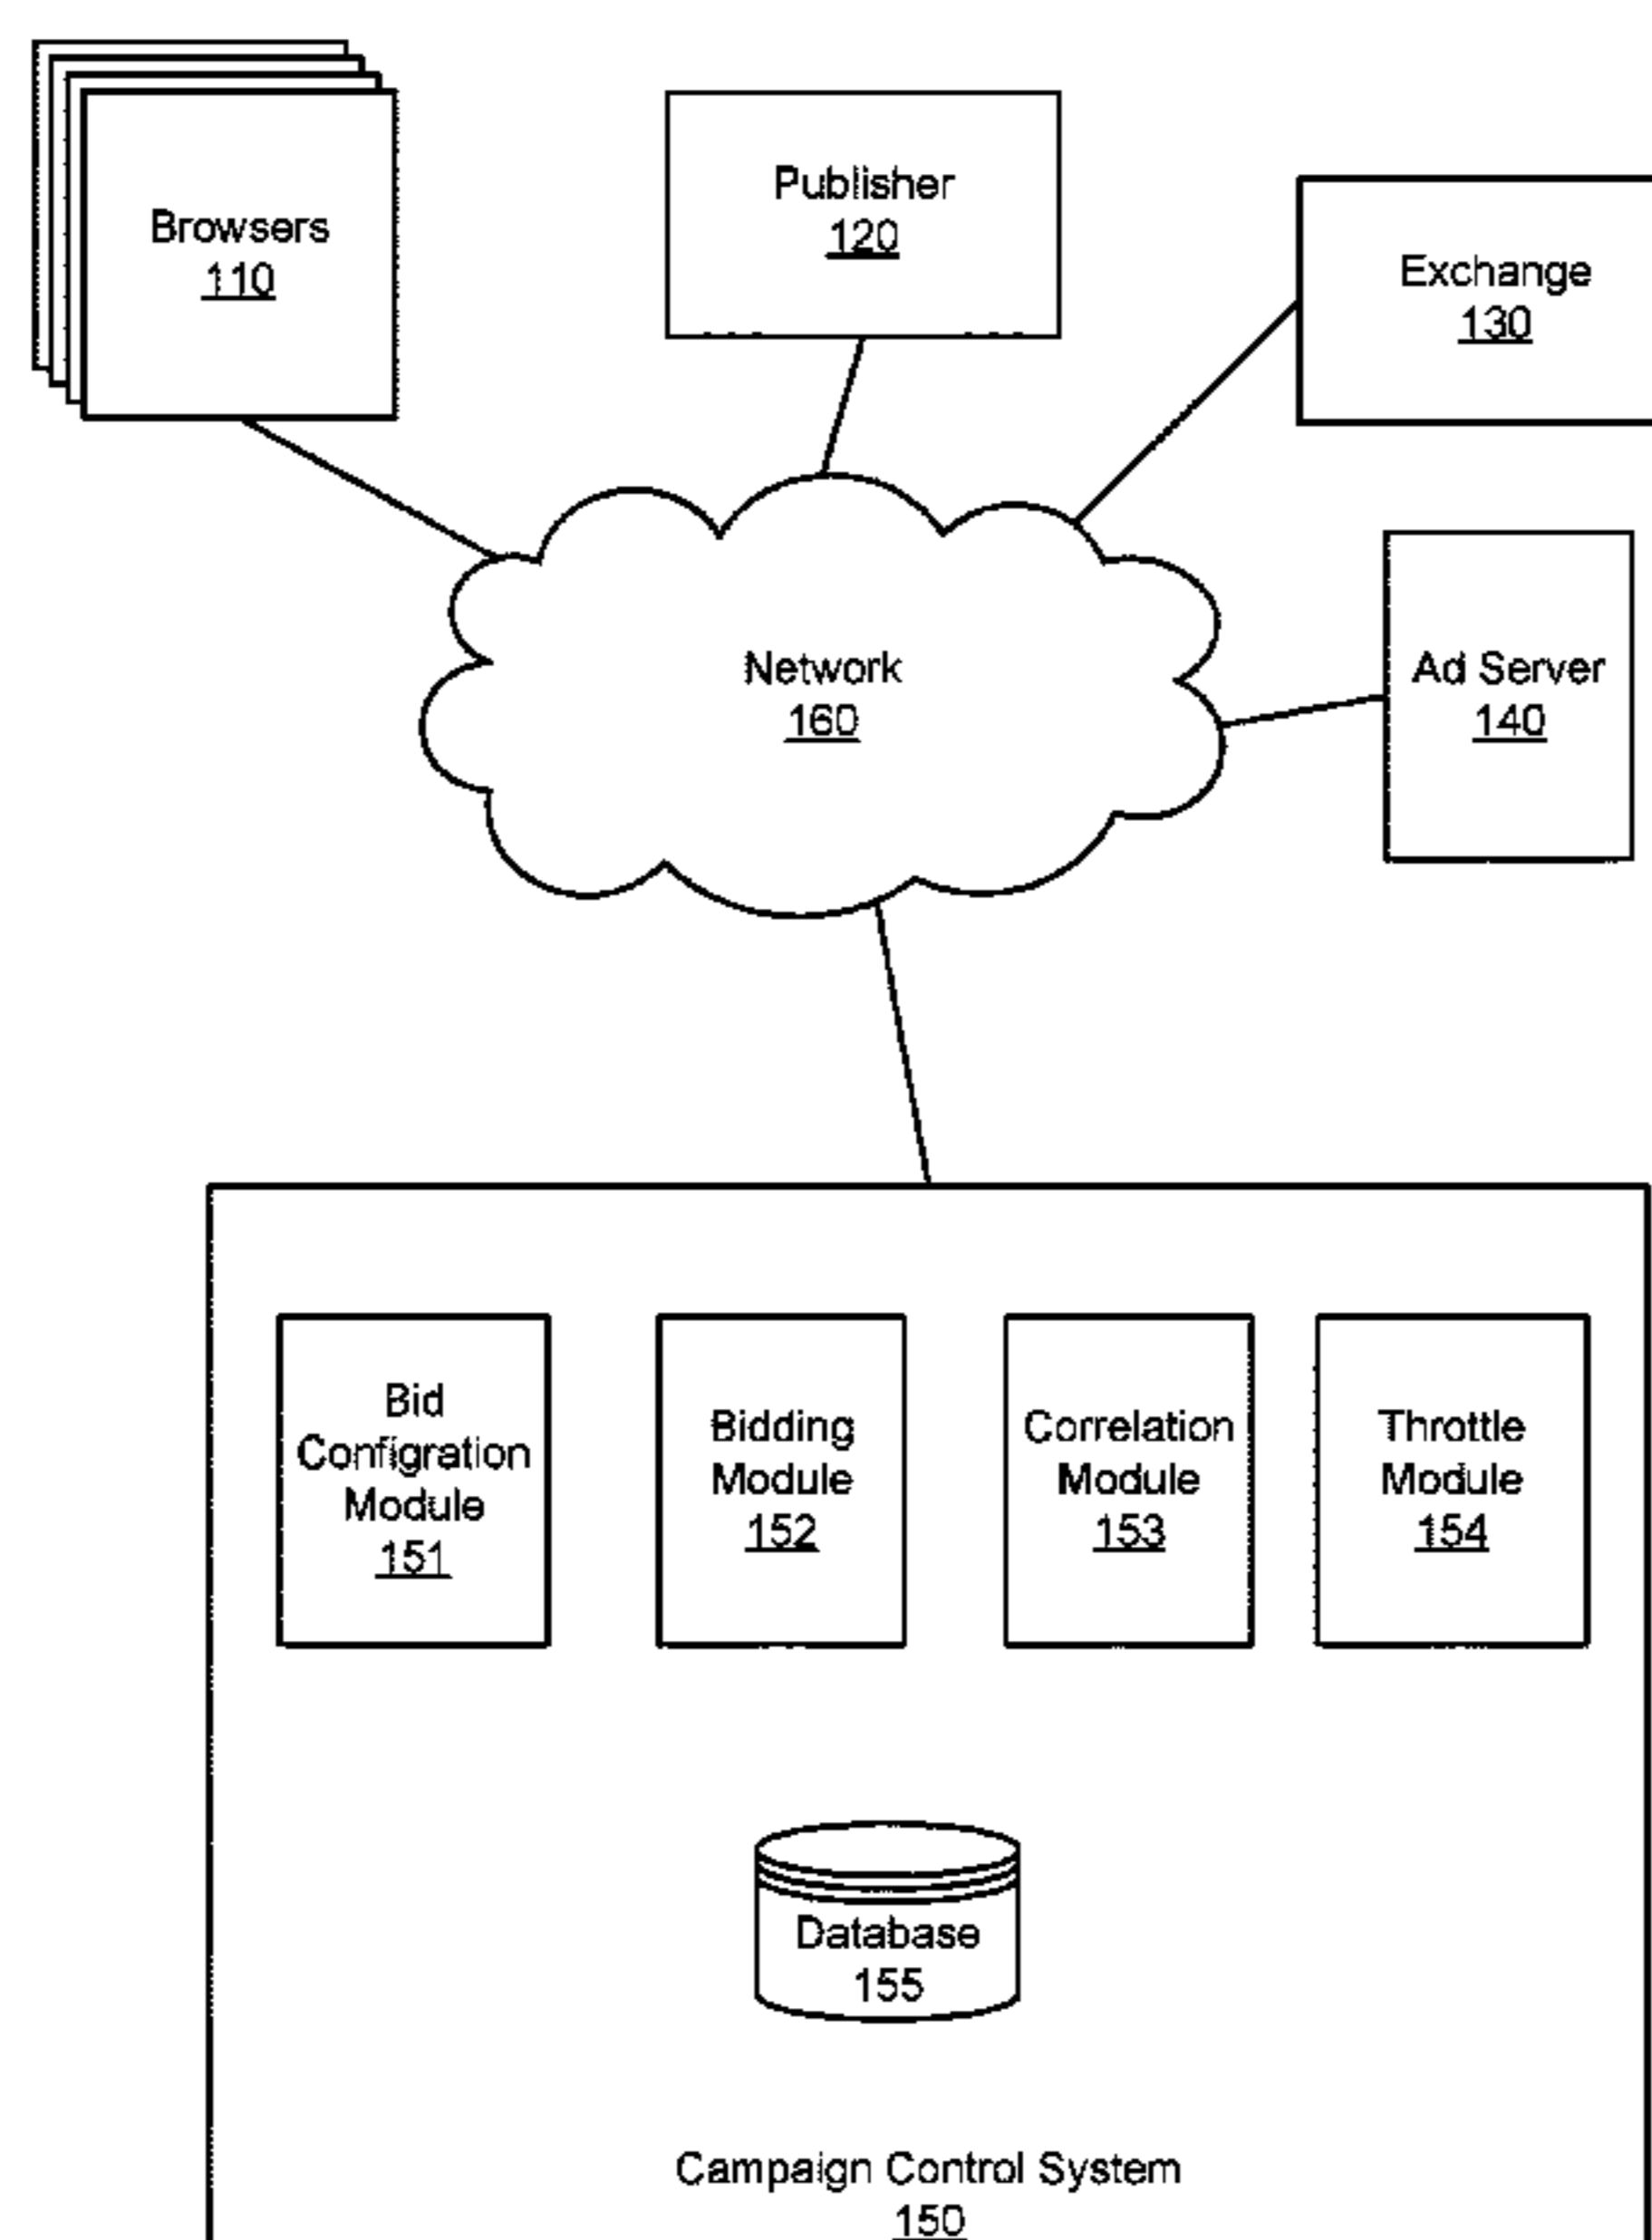 Browsers
110
Publisher
120
Exchange
130
Network
160
Ad Server
140
Bid
Configration
Module
151
Bidding
Module
152
Correlation
Module
153
Throttle
Module
154
Database
155
Campaign Control System
150